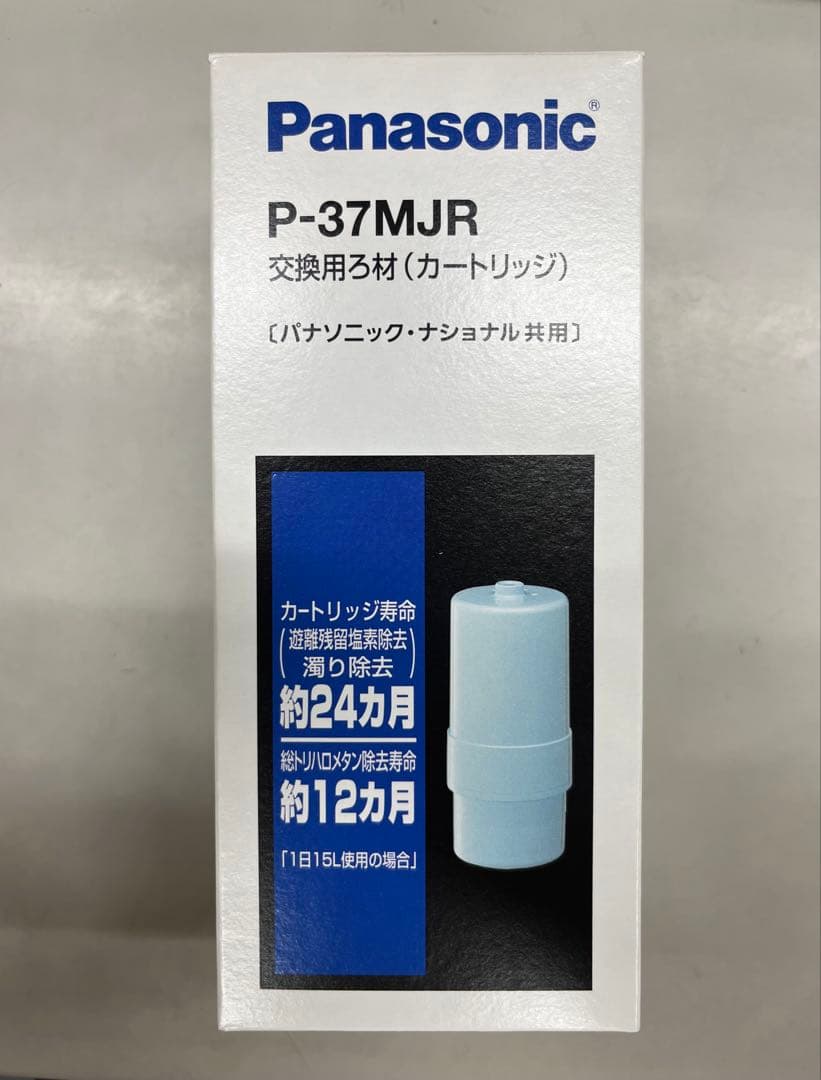 Panasonic®
P-37MJR
交換用ろ材(カートリッジ)
〔パナソニック・ナショナル共用〕
カートリッジ寿命
(遊離残留塩素除去
濁り除去)
約24カ月
総トリハロメタン除去寿命
約12カ月
「1日15L使用の場合」